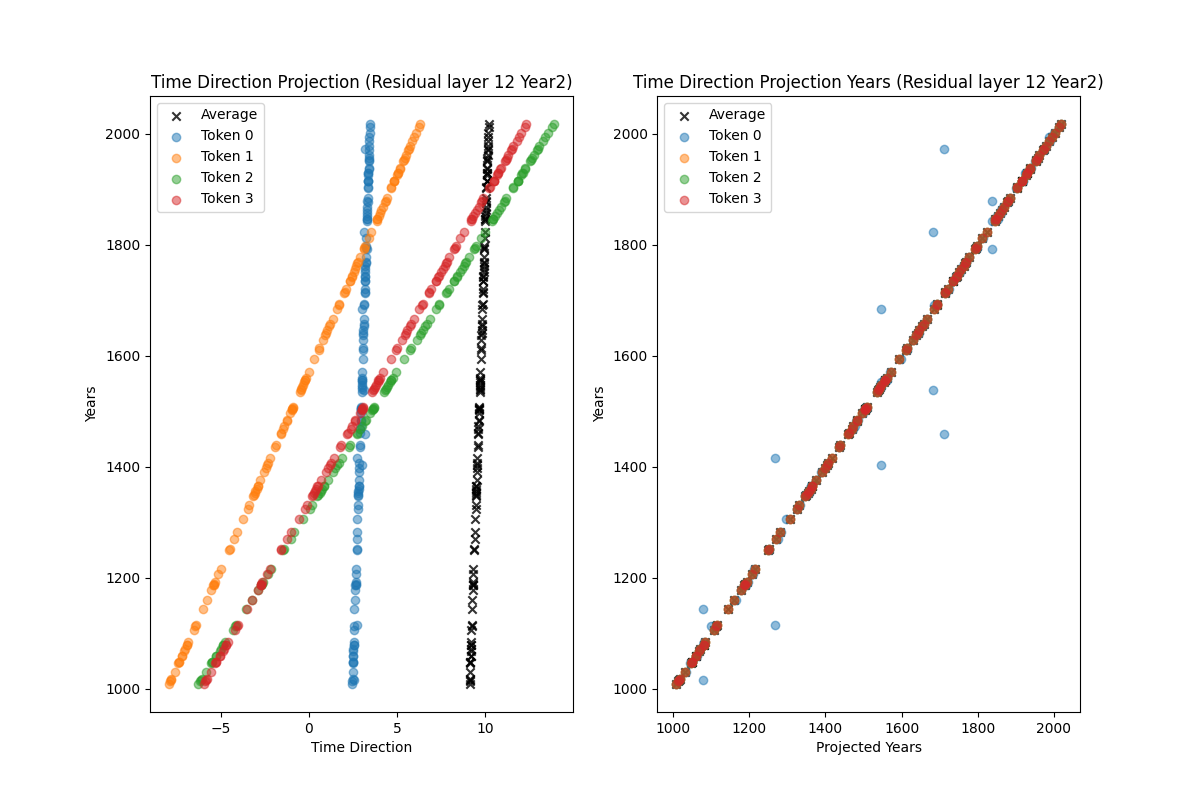 Time Direction Projection (Residual layer 12 Year2)
Average
Token 0
Token 1
Token 2
Token 3
2000
1800
1600
1400
1200
1000
Years
−5
0
5
10
Time Direction
Time Direction Projection Years (Residual layer 12 Year2)
Average
Token 0
Token 1
Token 2
Token 3
2000
1800
1600
1400
1200
1000
Years
1000
1200
1400
1600
1800
2000
Projected Years